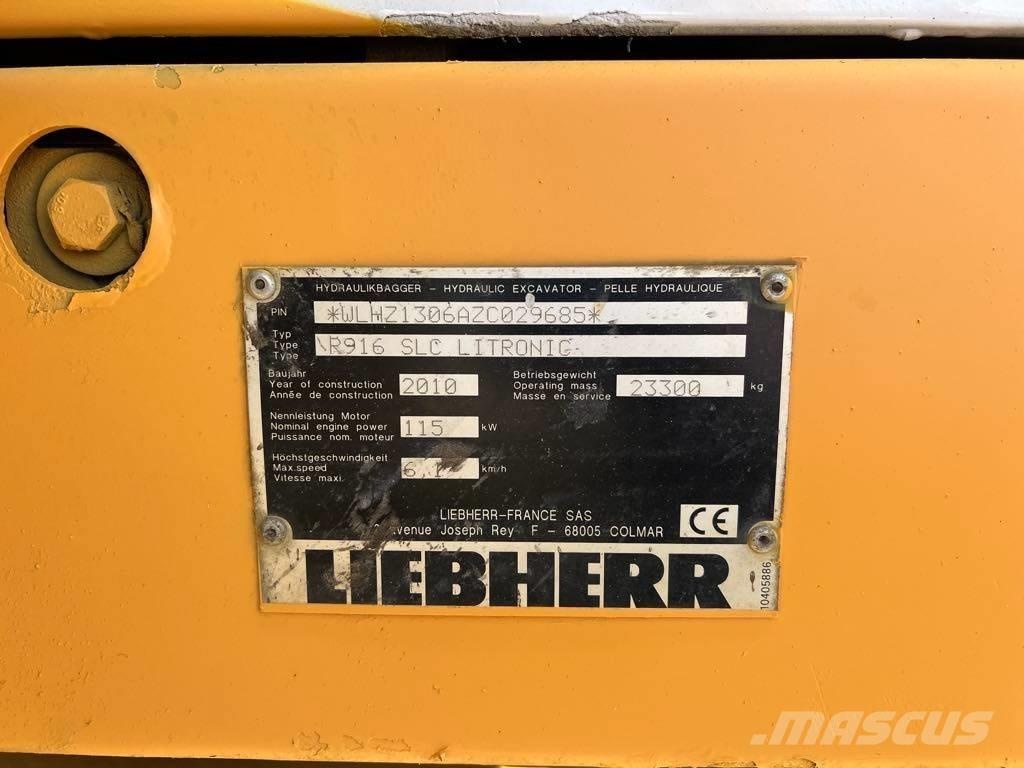 HYDRAULIKBAGGER – HYDRAULIC EXCAVATOR – PELLE HYDRAULIQUE
PIN *WLHZ1306AZC029685*
Typ
Type R916 SLC LITRONIC
Type
Baujahr
Year of construction 2010
Année de construction
Betriebsgewicht
Operating mass 23300 kg
Masse en service
Nennleistung Motor
Nominal engine power 115 kW
Puissance nom. moteur
Höchstgeschwindigkeit
Max.speed 6.1 km/h
Vitesse maxi.
LIEBHERR–FRANCE SAS
Avenue Joseph Rey F – 68005 COLMAR
CE
LIEBHERR
10405886
MASCUS